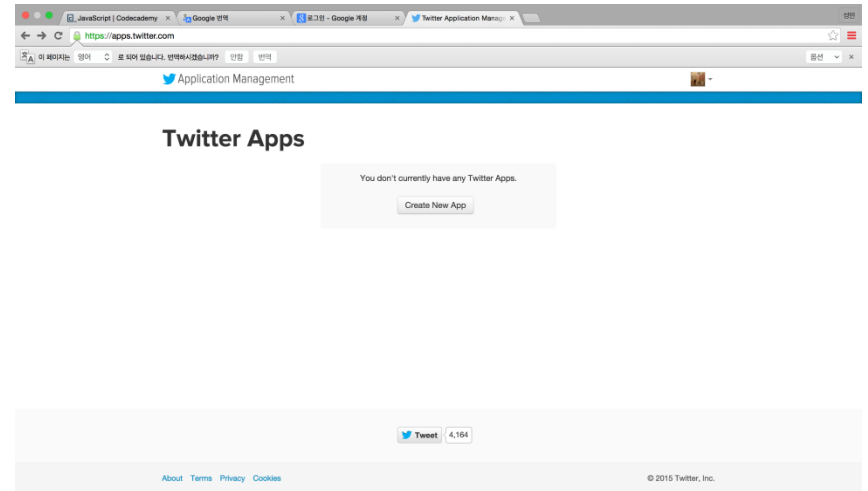 JavaScript | Codecademy
Google 번역
로그인 - Google 계정
Twitter Application Manag
성민
https://apps.twitter.com
이 페이지는 영어 로 되어 있습니다. 번역하시겠습니까? 안함 번역 옵션
Application Management
Twitter Apps
You don't currently have any Twitter Apps.
Create New App
Tweet 4,164
About Terms Privacy Cookies © 2015 Twitter, Inc.